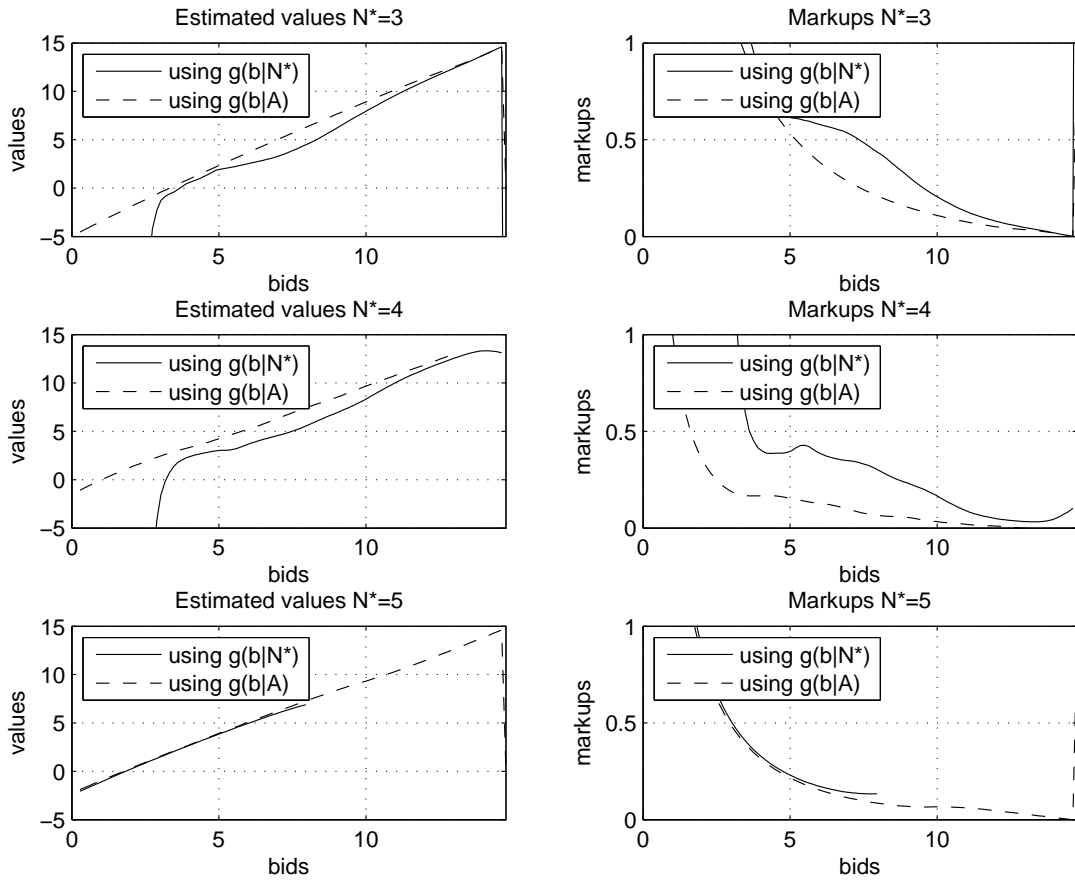 Estimated values N*=3
15
10
5
0
−5
values
using g(b|N*)
using g(b|A)
0
5
10
bids
Markups N*=3
1
0.5
0
markups
using g(b|N*)
using g(b|A)
0
5
10
bids
Estimated values N*=4
15
10
5
0
−5
values
using g(b|N*)
using g(b|A)
0
5
10
bids
Markups N*=4
1
0.5
0
markups
using g(b|N*)
using g(b|A)
0
5
10
bids
Estimated values N*=5
15
10
5
0
−5
values
using g(b|N*)
using g(b|A)
0
5
10
bids
Markups N*=5
1
0.5
0
markups
using g(b|N*)
using g(b|A)
0
5
10
bids